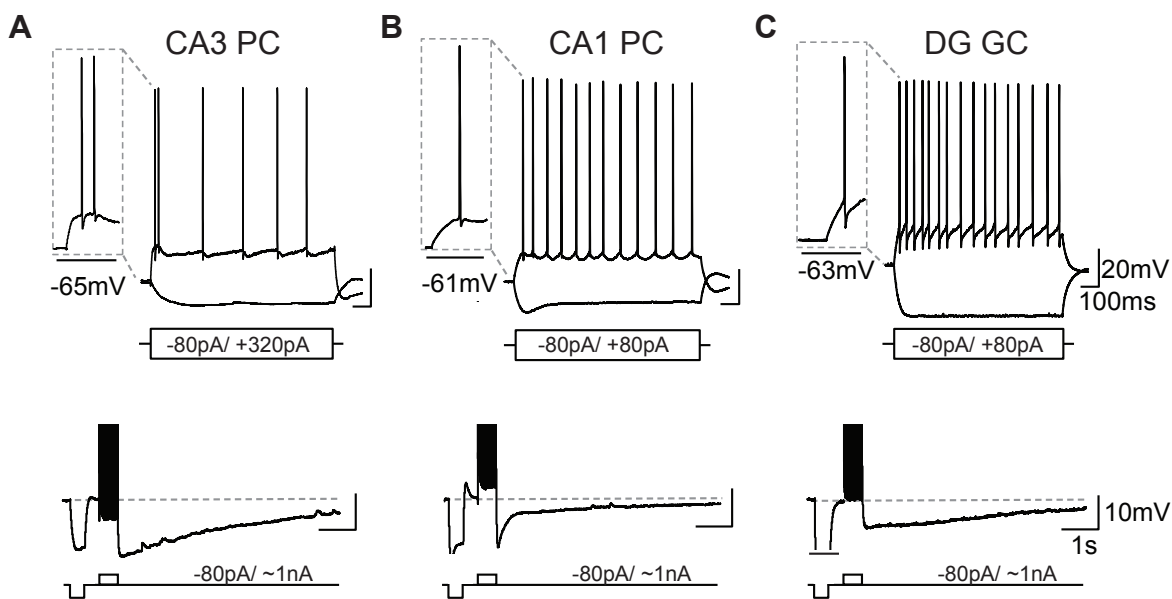 A
CA3 PC
B
CA1 PC
C
DG GC
-65mV
-61mV
-63mV
20mV
100ms
-80pA/ +320pA
-80pA/ +80pA
-80pA/ +80pA
10mV
1s
-80pA/ ~1nA
-80pA/ ~1nA
-80pA/ ~1nA